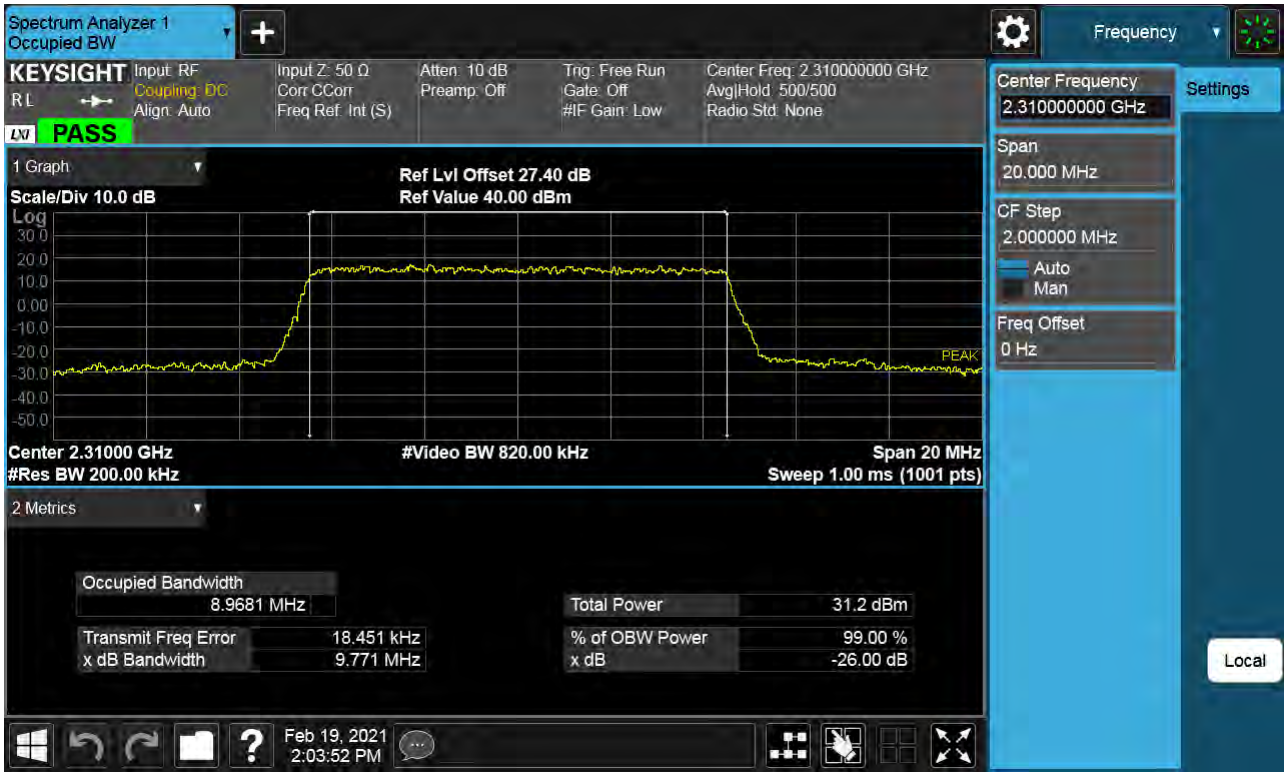 Spectrum Analyzer 1
Occupied BW
Frequency
KEYSIGHT
R L
LXI
PASS
Input: RF
Coupling: DC
Align: Auto
Input Z: 50 Ω
Corr CCorr
Freq Ref: Int (S)
Atten: 10 dB
Preamp: Off
Trig: Free Run
Gate: Off
#IF Gain: Low
Center Freq: 2.310000000 GHz
Avg|Hold: 500/500
Radio Std: None
Center Frequency
2.310000000 GHz
Settings
Span
20.000 MHz
CF Step
2.000000 MHz
Auto
Man
Freq Offset
0 Hz
1 Graph
Scale/Div 10.0 dB
Ref Lvl Offset 27.40 dB
Ref Value 40.00 dBm
Log
30.0
20.0
10.0
0.00
-10.0
-20.0
-30.0
-40.0
-50.0
PEAK
Center 2.31000 GHz
#Video BW 820.00 kHz
Span 20 MHz
#Res BW 200.00 kHz
Sweep 1.00 ms (1001 pts)
2 Metrics
Occupied Bandwidth
8.9681 MHz
Total Power 31.2 dBm
Transmit Freq Error 18.451 kHz
% of OBW Power 99.00 %
x dB Bandwidth 9.771 MHz
x dB -26.00 dB
Local
?
Feb 19, 2021
2:03:52 PM